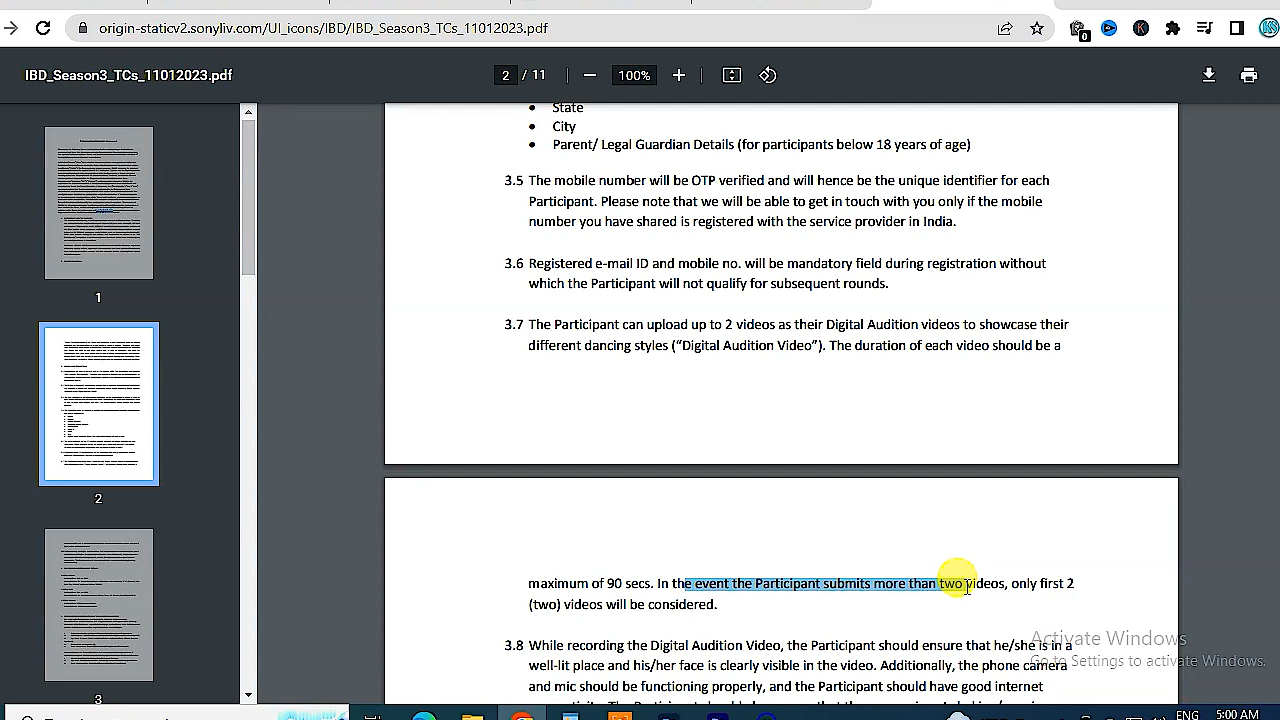 origin-staticv2.sonyliv.com/UI_icons/IBD/IBD_Season3_TCs_11012023.pdf
0
K
IBD_Season3_TCs_11012023.pdf
2 / 11
100%
1
2
3
• State
• City
• Parent/ Legal Guardian Details (for participants below 18 years of age)
3.5 The mobile number will be OTP verified and will hence be the unique identifier for each
Participant. Please note that we will be able to get in touch with you only if the mobile
number you have shared is registered with the service provider in India.
3.6 Registered e-mail ID and mobile no. will be mandatory field during registration without
which the Participant will not qualify for subsequent rounds.
3.7 The Participant can upload up to 2 videos as their Digital Audition videos to showcase their
different dancing styles (“Digital Audition Video”). The duration of each video should be a
maximum of 90 secs. In the event the Participant submits more than two videos, only first 2
(two) videos will be considered.
3.8 While recording the Digital Audition Video, the Participant should ensure that he/she is in a
well-lit place and his/her face is clearly visible in the video. Additionally, the phone camera
and mic should be functioning properly, and the Participant should have good internet
Activate Windows
Go to Settings to activate Windows.
ENG
5:00 AM